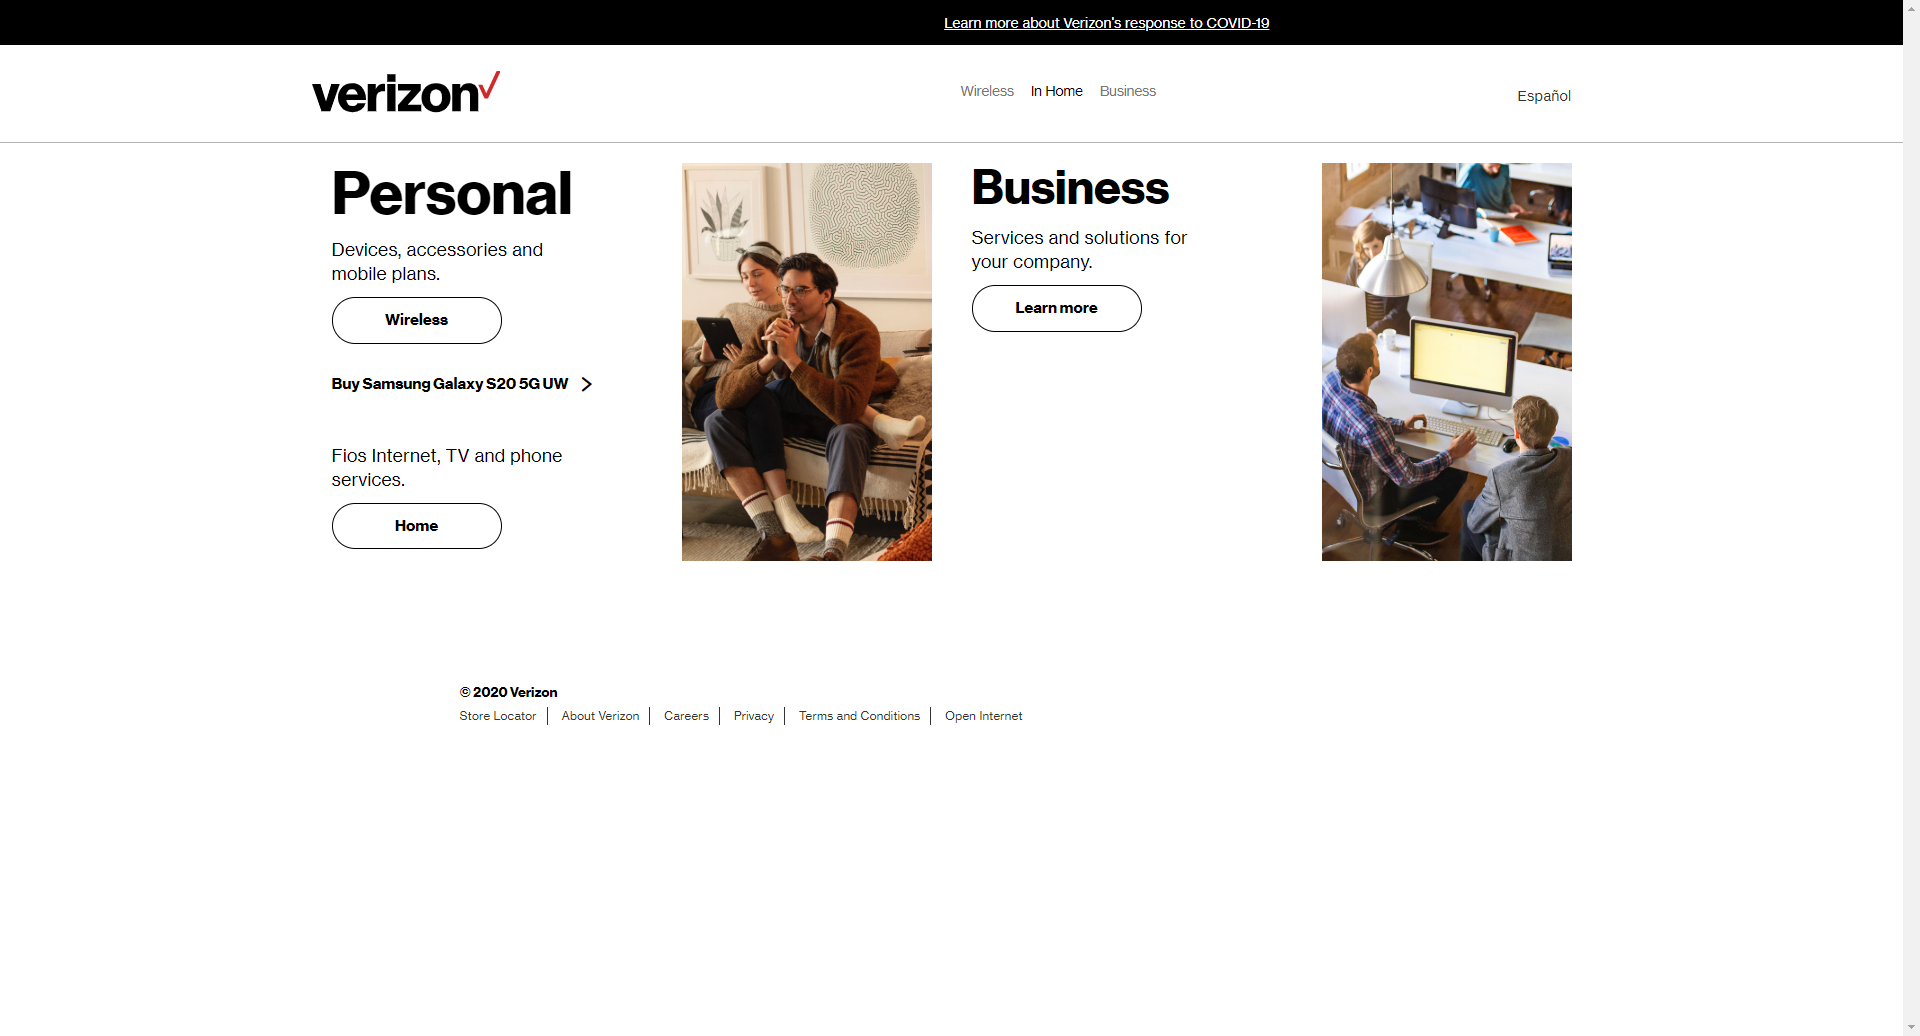 Learn more about Verizon's response to COVID-19
verizon
Wireless In Home Business
Español
Personal
Devices, accessories and
mobile plans.
Wireless
Buy Samsung Galaxy S20 5G UW
Fios Internet, TV and phone
services.
Home
Business
Services and solutions for
your company.
Learn more
© 2020 Verizon
Store Locator About Verizon Careers Privacy Terms and Conditions Open Internet